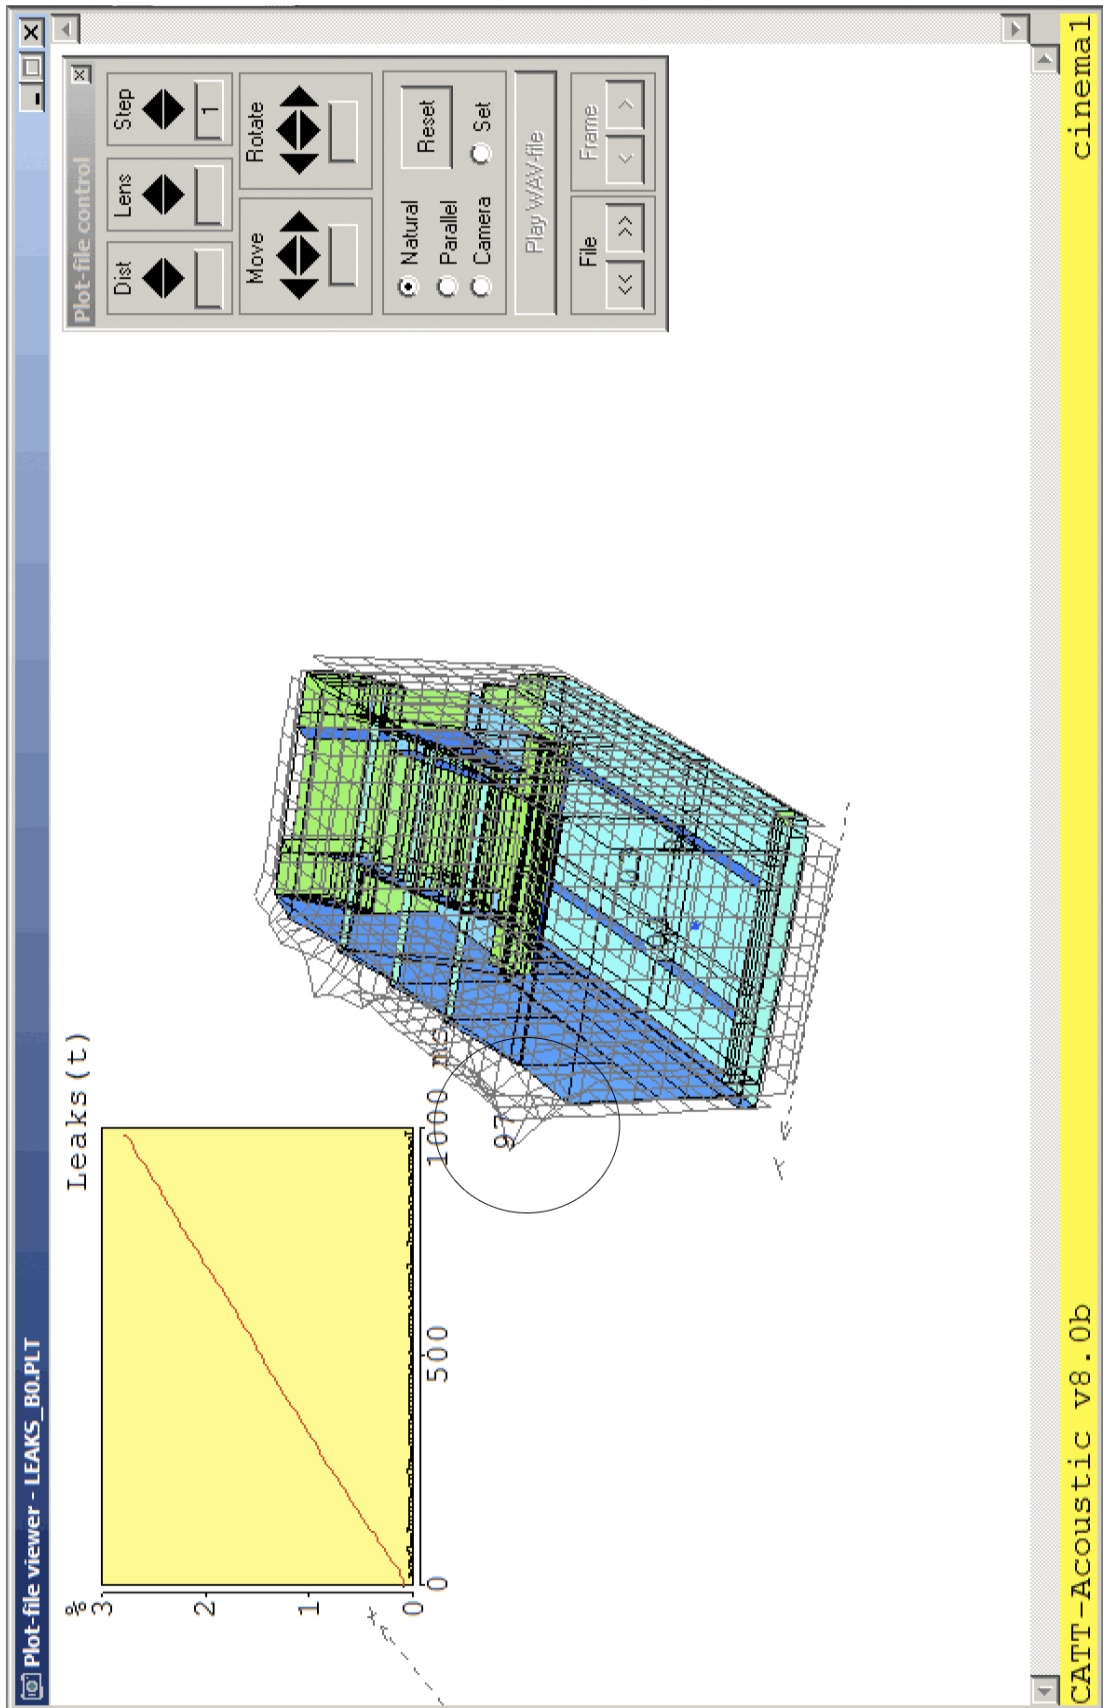 Plot-file viewer - LEAKS_B0.PLT
Leaks(t)
%
3
2
1
0
0
500
1000 ms
97
x
Plot-file control
Dist
Lens
Step
1
Move
Rotate
Natural
Parallel
Camera
Reset
Set
Play WAV-file
File
Frame
<<
>>
<
>
CATT-Acoustic v8.0b
cinema1